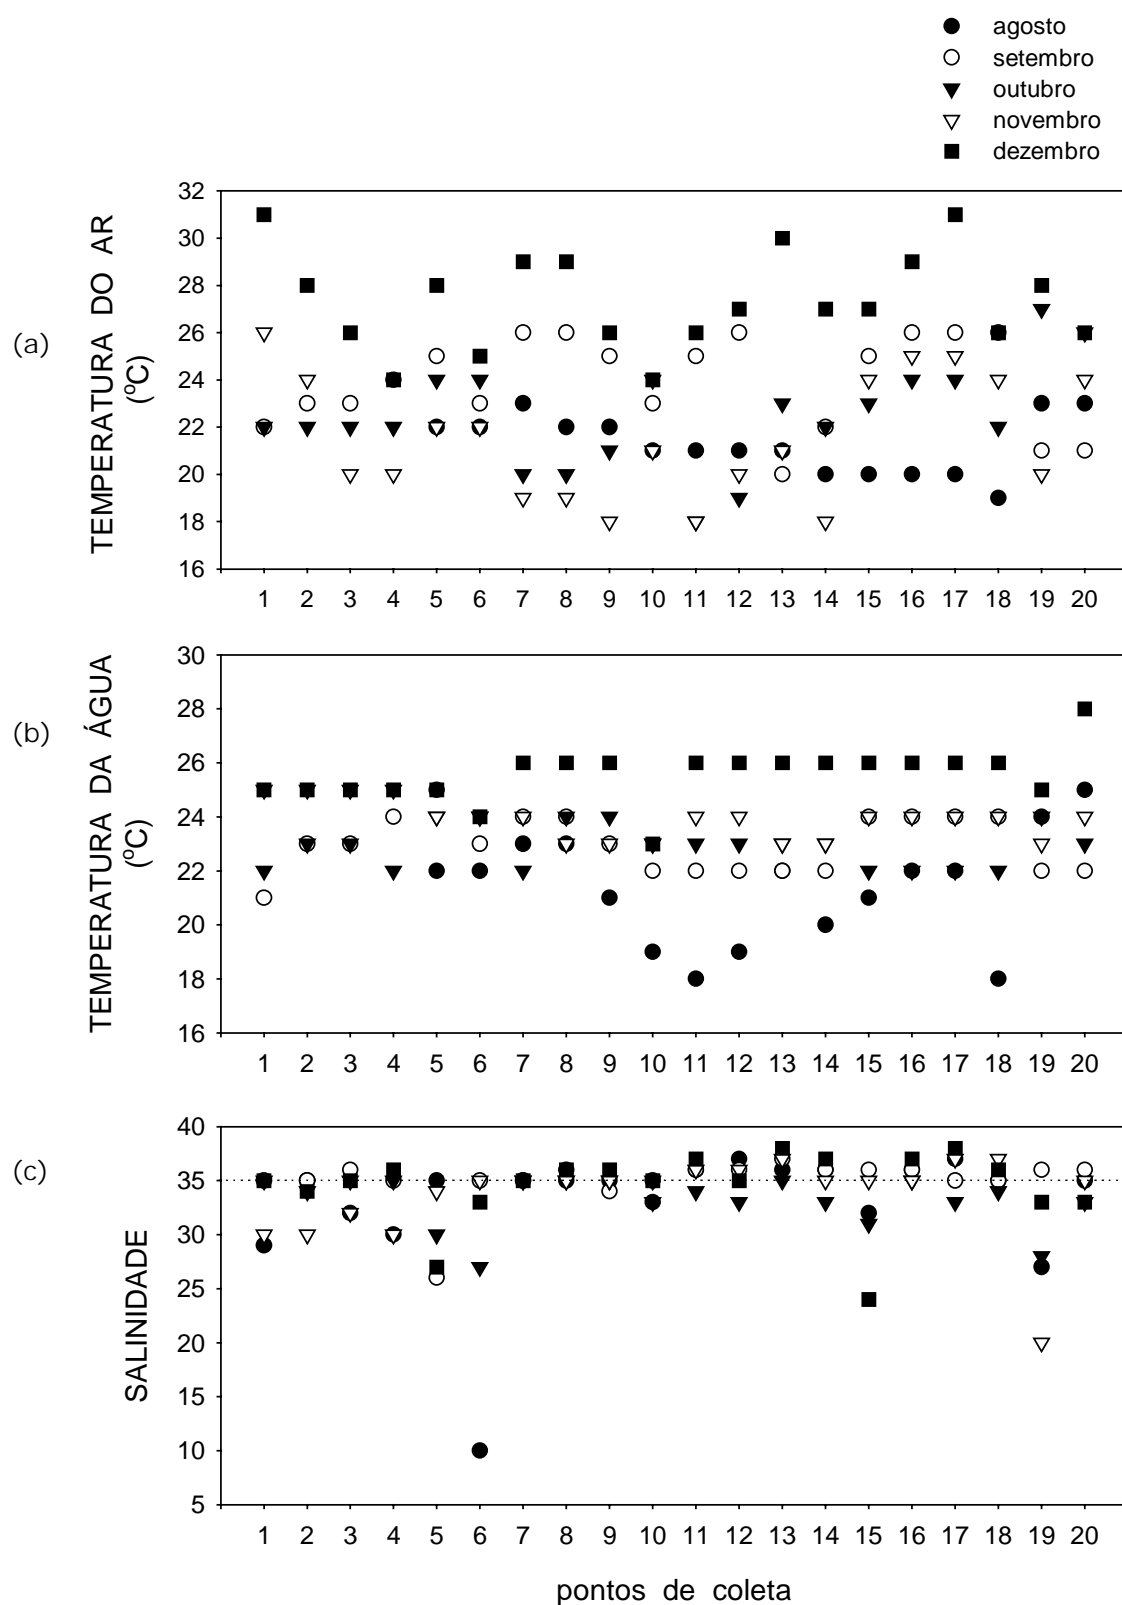 agosto
setembro
outubro
novembro
dezembro
(a)
TEMPERATURA DO AR
(ºC)
32
30
28
26
24
22
20
18
16
1 2 3 4 5 6 7 8 9 10 11 12 13 14 15 16 17 18 19 20
(b)
TEMPERATURA DA ÁGUA
(ºC)
30
28
26
24
22
20
18
16
1 2 3 4 5 6 7 8 9 10 11 12 13 14 15 16 17 18 19 20
(c)
SALINIDADE
40
35
30
25
20
15
10
5
1 2 3 4 5 6 7 8 9 10 11 12 13 14 15 16 17 18 19 20
pontos de coleta